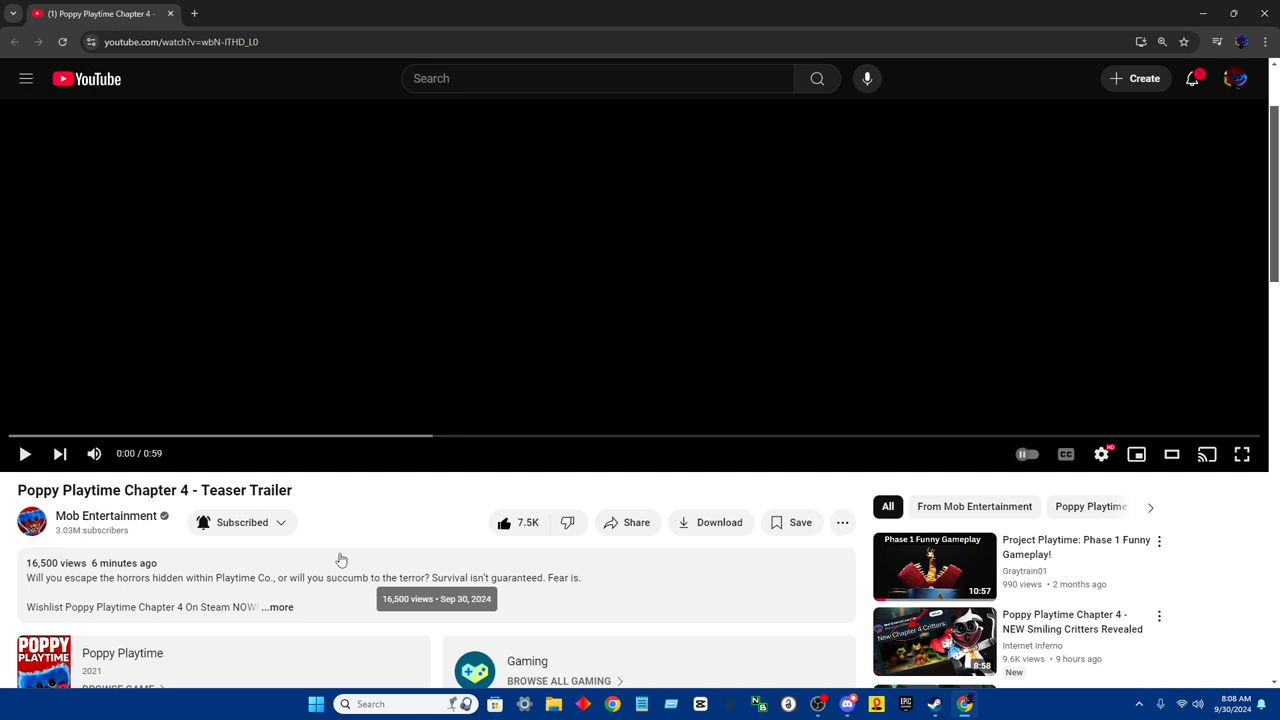 (1) Poppy Playtime Chapter 4 -
youtube.com/watch?v=wbN-ITHD_L0
YouTube
Search
Create
0:00 / 0:59
CC
HD
Poppy Playtime Chapter 4 - Teaser Trailer
Mob Entertainment
3.03M subscribers
Subscribed
7.5K
Share
Download
Save
16,500 views 6 minutes ago
Will you escape the horrors hidden within Playtime Co., or will you succumb to the terror? Survival isn't guaranteed. Fear is.
16,500 views • Sep 30, 2024
Wishlist Poppy Playtime Chapter 4 On Steam NOW! ...more
POPPY
PLAYTIME
Poppy Playtime
2021
BROWSE GAME
Gaming
BROWSE ALL GAMING
All
From Mob Entertainment
Poppy Playtime
Phase 1 Funny Gameplay
10:57
Project Playtime: Phase 1 Funny
Gameplay!
Graytrain01
990 views • 2 months ago
New Chapter 4 Critters:
8:58
Poppy Playtime Chapter 4 -
NEW Smiling Critters Revealed
Internet Inferno
9.6K views • 9 hours ago
New
Search
EPIC
8:08 AM
9/30/2024